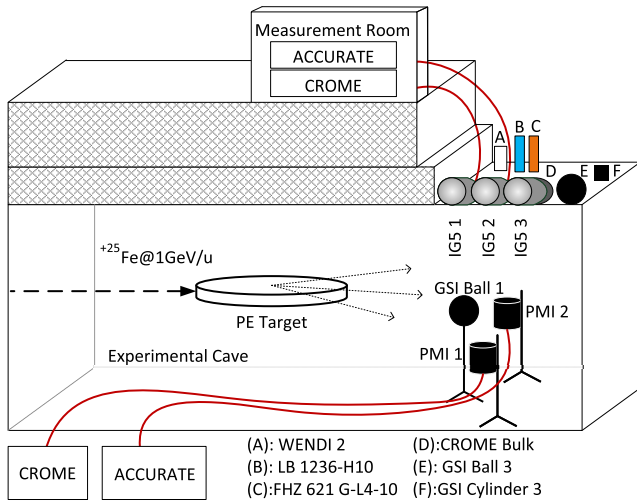 Measurement Room
ACCURATE
CROME
A
B
C
D
E
F
IG5 1
IG5 2
IG5 3
+25Fe@1GeV/u
GSI Ball 1
PMI 2
PE Target
PMI 1
Experimental Cave
CROME
ACCURATE
(A): WENDI 2
(B): LB 1236-H10
(C):FHZ 621 G-L4-10
(D):CROME Bulk
(E): GSI Ball 3
(F):GSI Cylinder 3